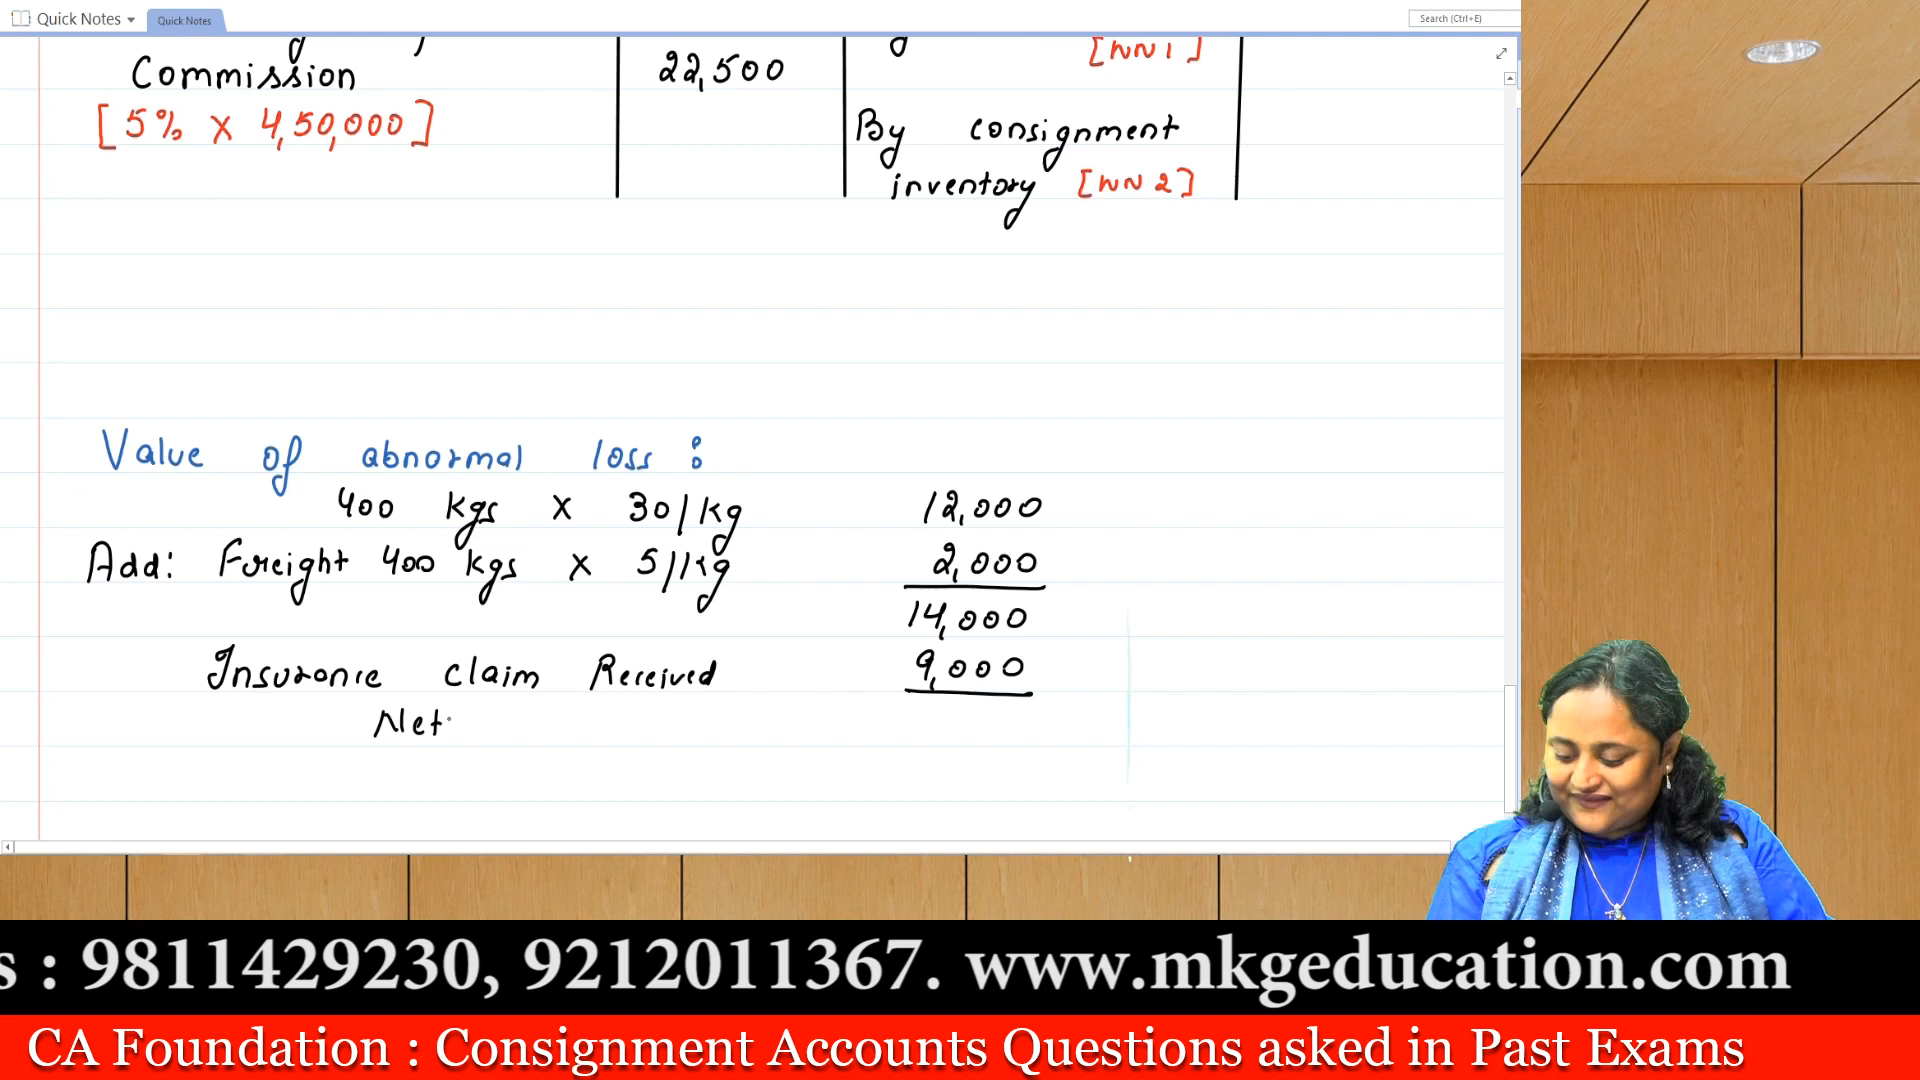 Quick Notes
Quick Notes
Search (Ctrl+E)
Commission
22,500
[WN 1]
[5% X 4,50,000]
By consignment
inventory [WN 2]
Value of abnormal loss :
400 kgs X 30/kg 12,000
Add: Freight 400 kgs X 5/kg 2,000
14,000
Insurance claim Received 9,000
Net
s : 9811429230, 9212011367. www.mkgeducation.com
CA Foundation : Consignment Accounts Questions asked in Past Exams